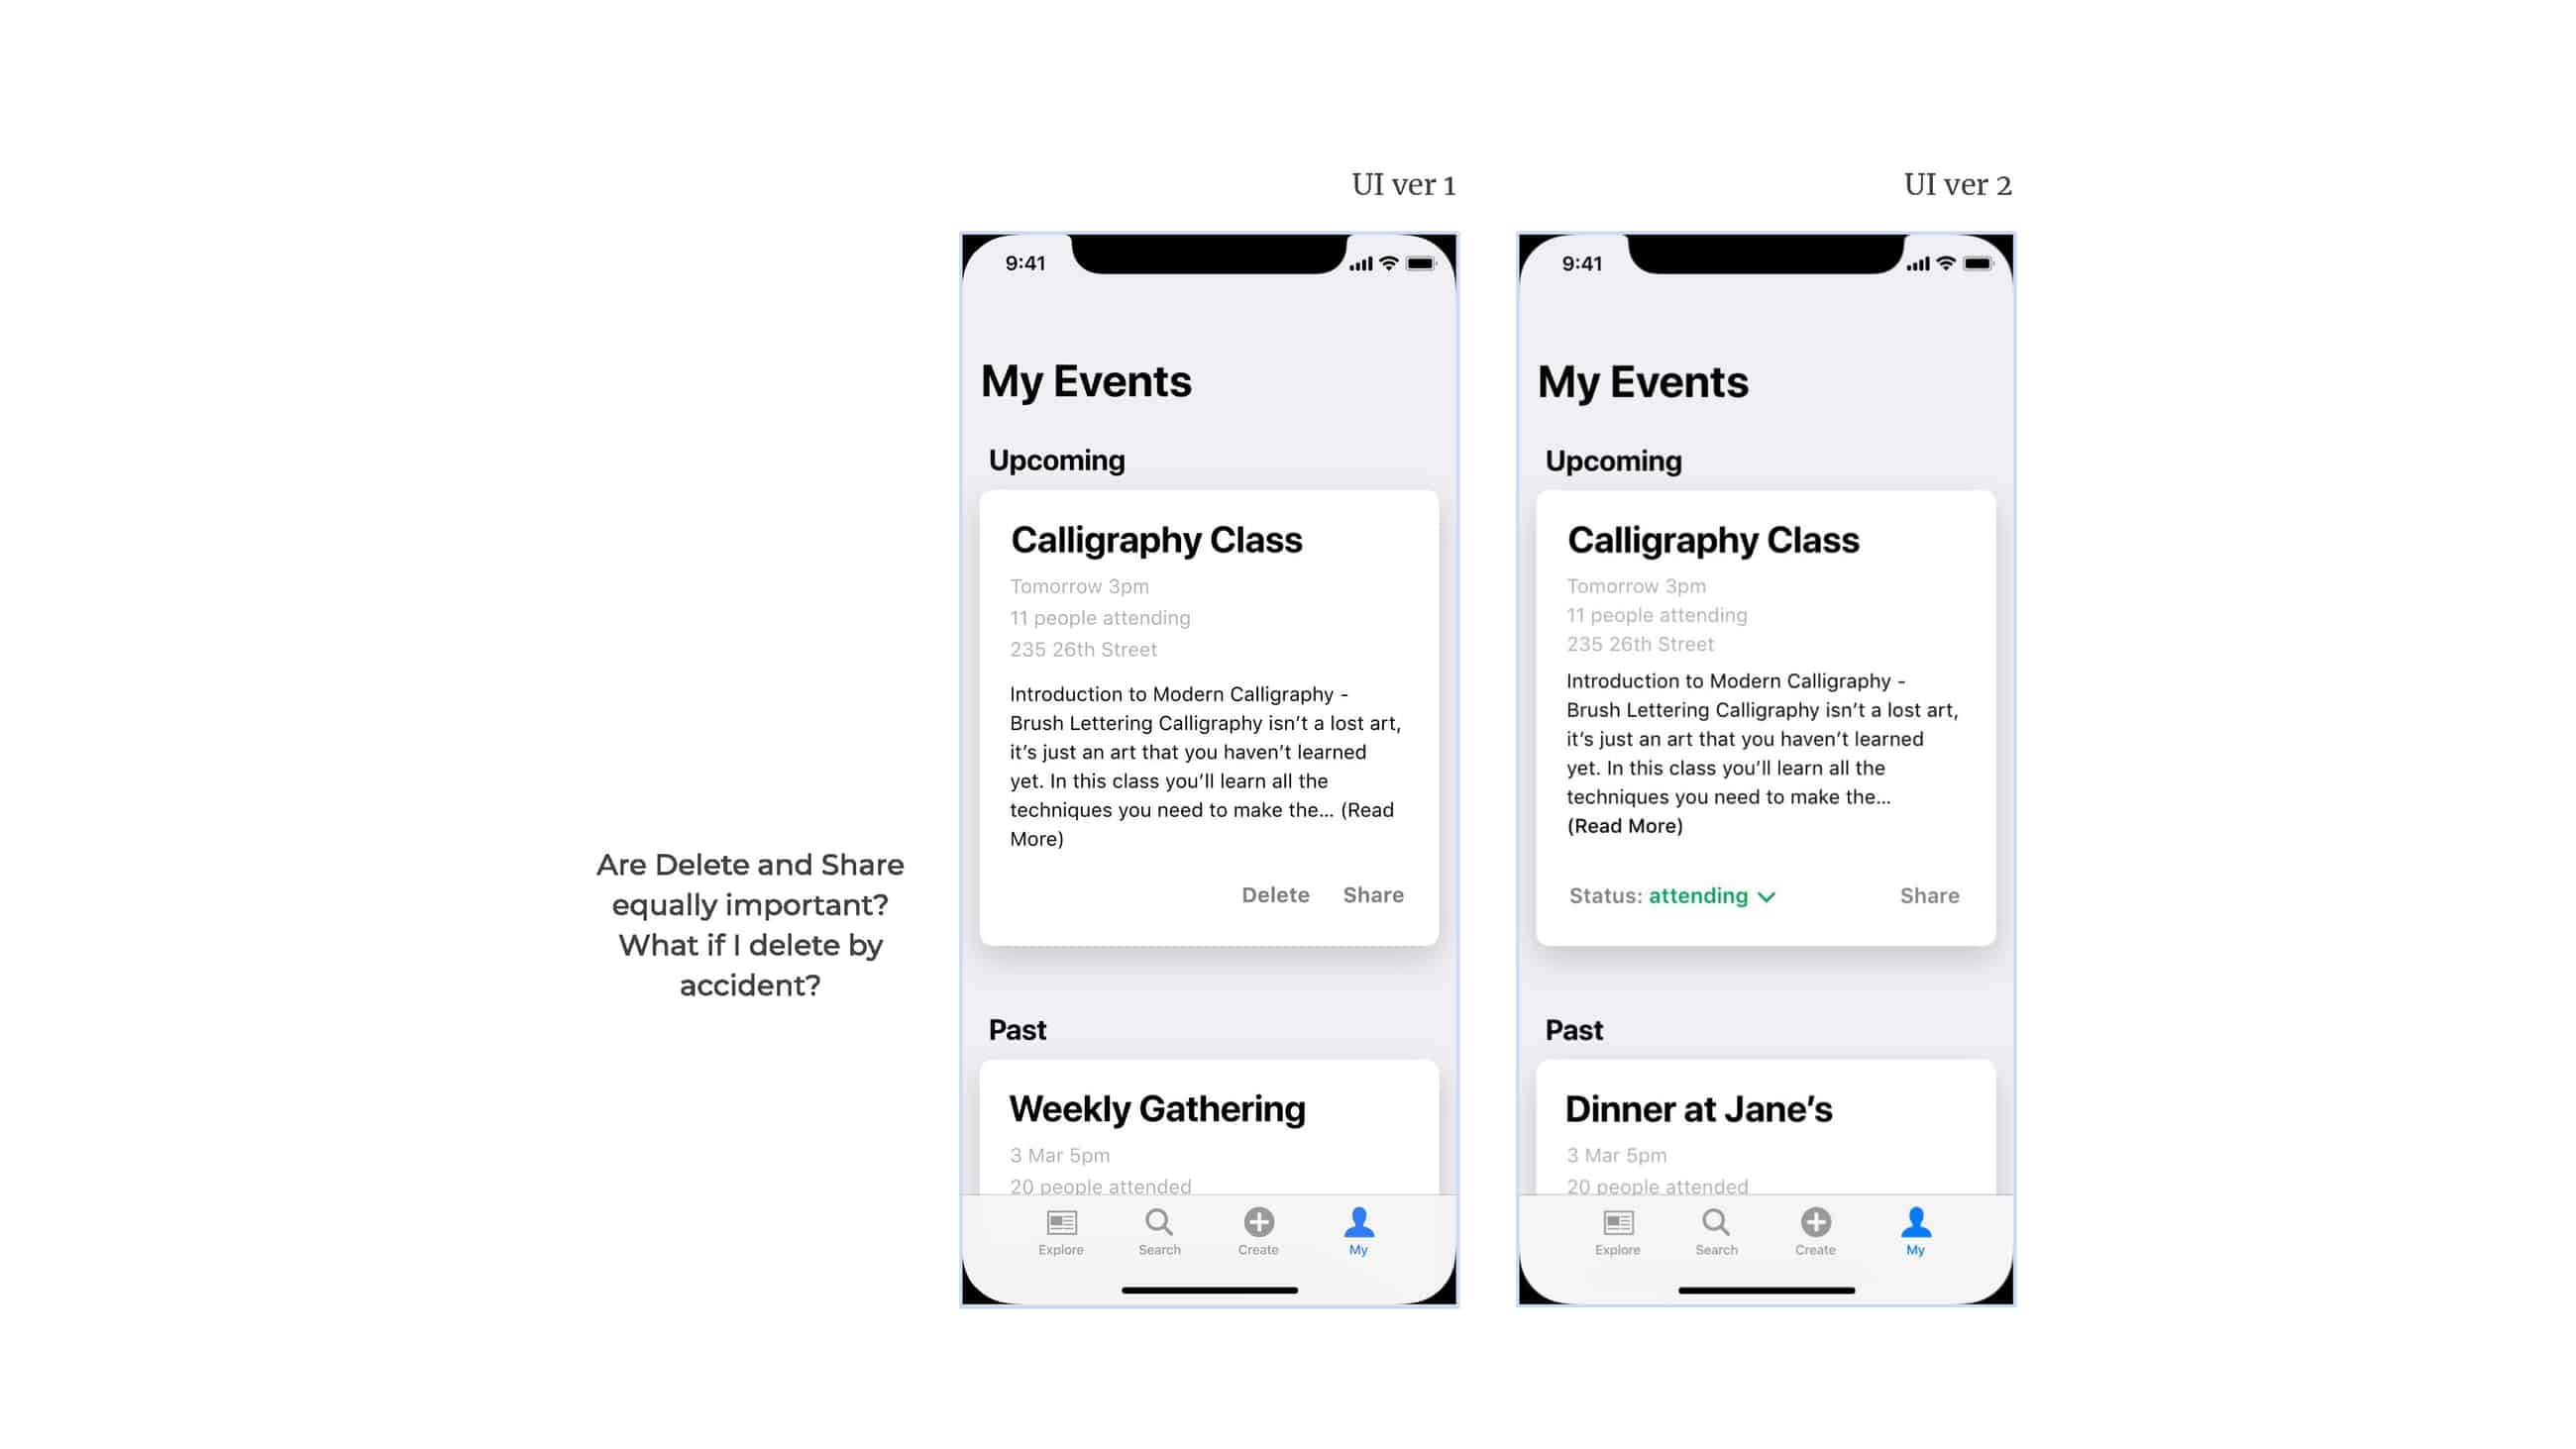 UI ver 1
9:41
My Events
Upcoming
Calligraphy Class
Tomorrow 3pm
11 people attending
235 26th Street
Introduction to Modern Calligraphy -
Brush Lettering Calligraphy isn’t a lost art,
it’s just an art that you haven’t learned
yet. In this class you’ll learn all the
techniques you need to make the... (Read
More)
Delete Share
Past
Weekly Gathering
3 Mar 5pm
20 people attended
Explore Search Create My
UI ver 2
9:41
My Events
Upcoming
Calligraphy Class
Tomorrow 3pm
11 people attending
235 26th Street
Introduction to Modern Calligraphy -
Brush Lettering Calligraphy isn’t a lost art,
it’s just an art that you haven’t learned
yet. In this class you’ll learn all the
techniques you need to make the...
(Read More)
Status: attending Share
Past
Dinner at Jane’s
3 Mar 5pm
20 people attended
Explore Search Create My
Are Delete and Share
equally important?
What if I delete by
accident?